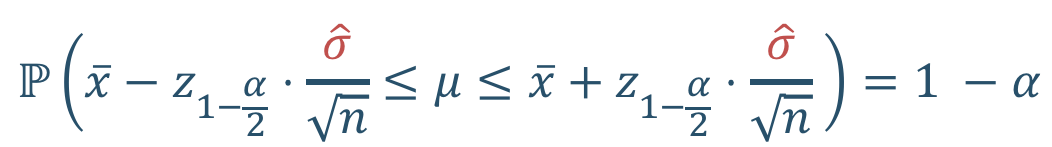 ℙ(x̄ − z_{1−α/2} · σ̂/√n ≤ μ ≤ x̄ + z_{1−α/2} · σ̂/√n) = 1 − α